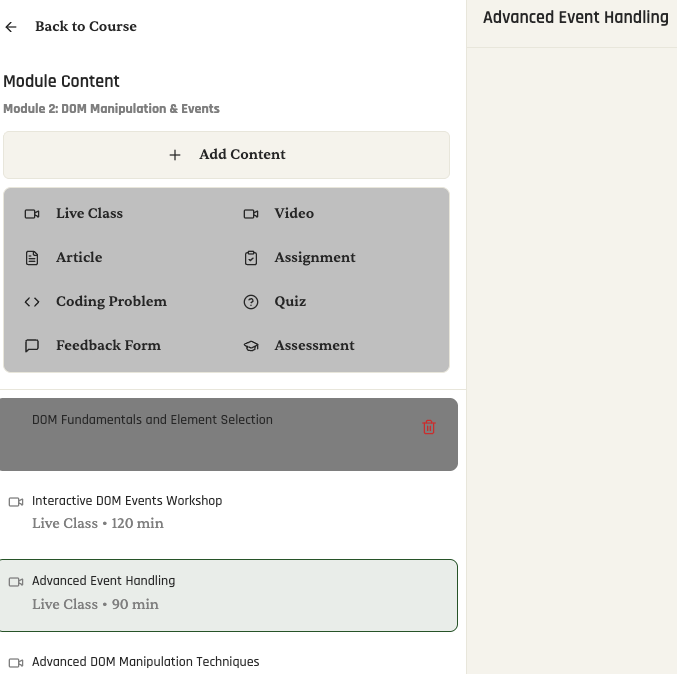 Back to Course
Advanced Event Handling
Module Content
Module 2: DOM Manipulation & Events
Add Content
Live Class
Video
Article
Assignment
Coding Problem
Quiz
Feedback Form
Assessment
DOM Fundamentals and Element Selection
Interactive DOM Events Workshop
Live Class • 120 min
Advanced Event Handling
Live Class • 90 min
Advanced DOM Manipulation Techniques